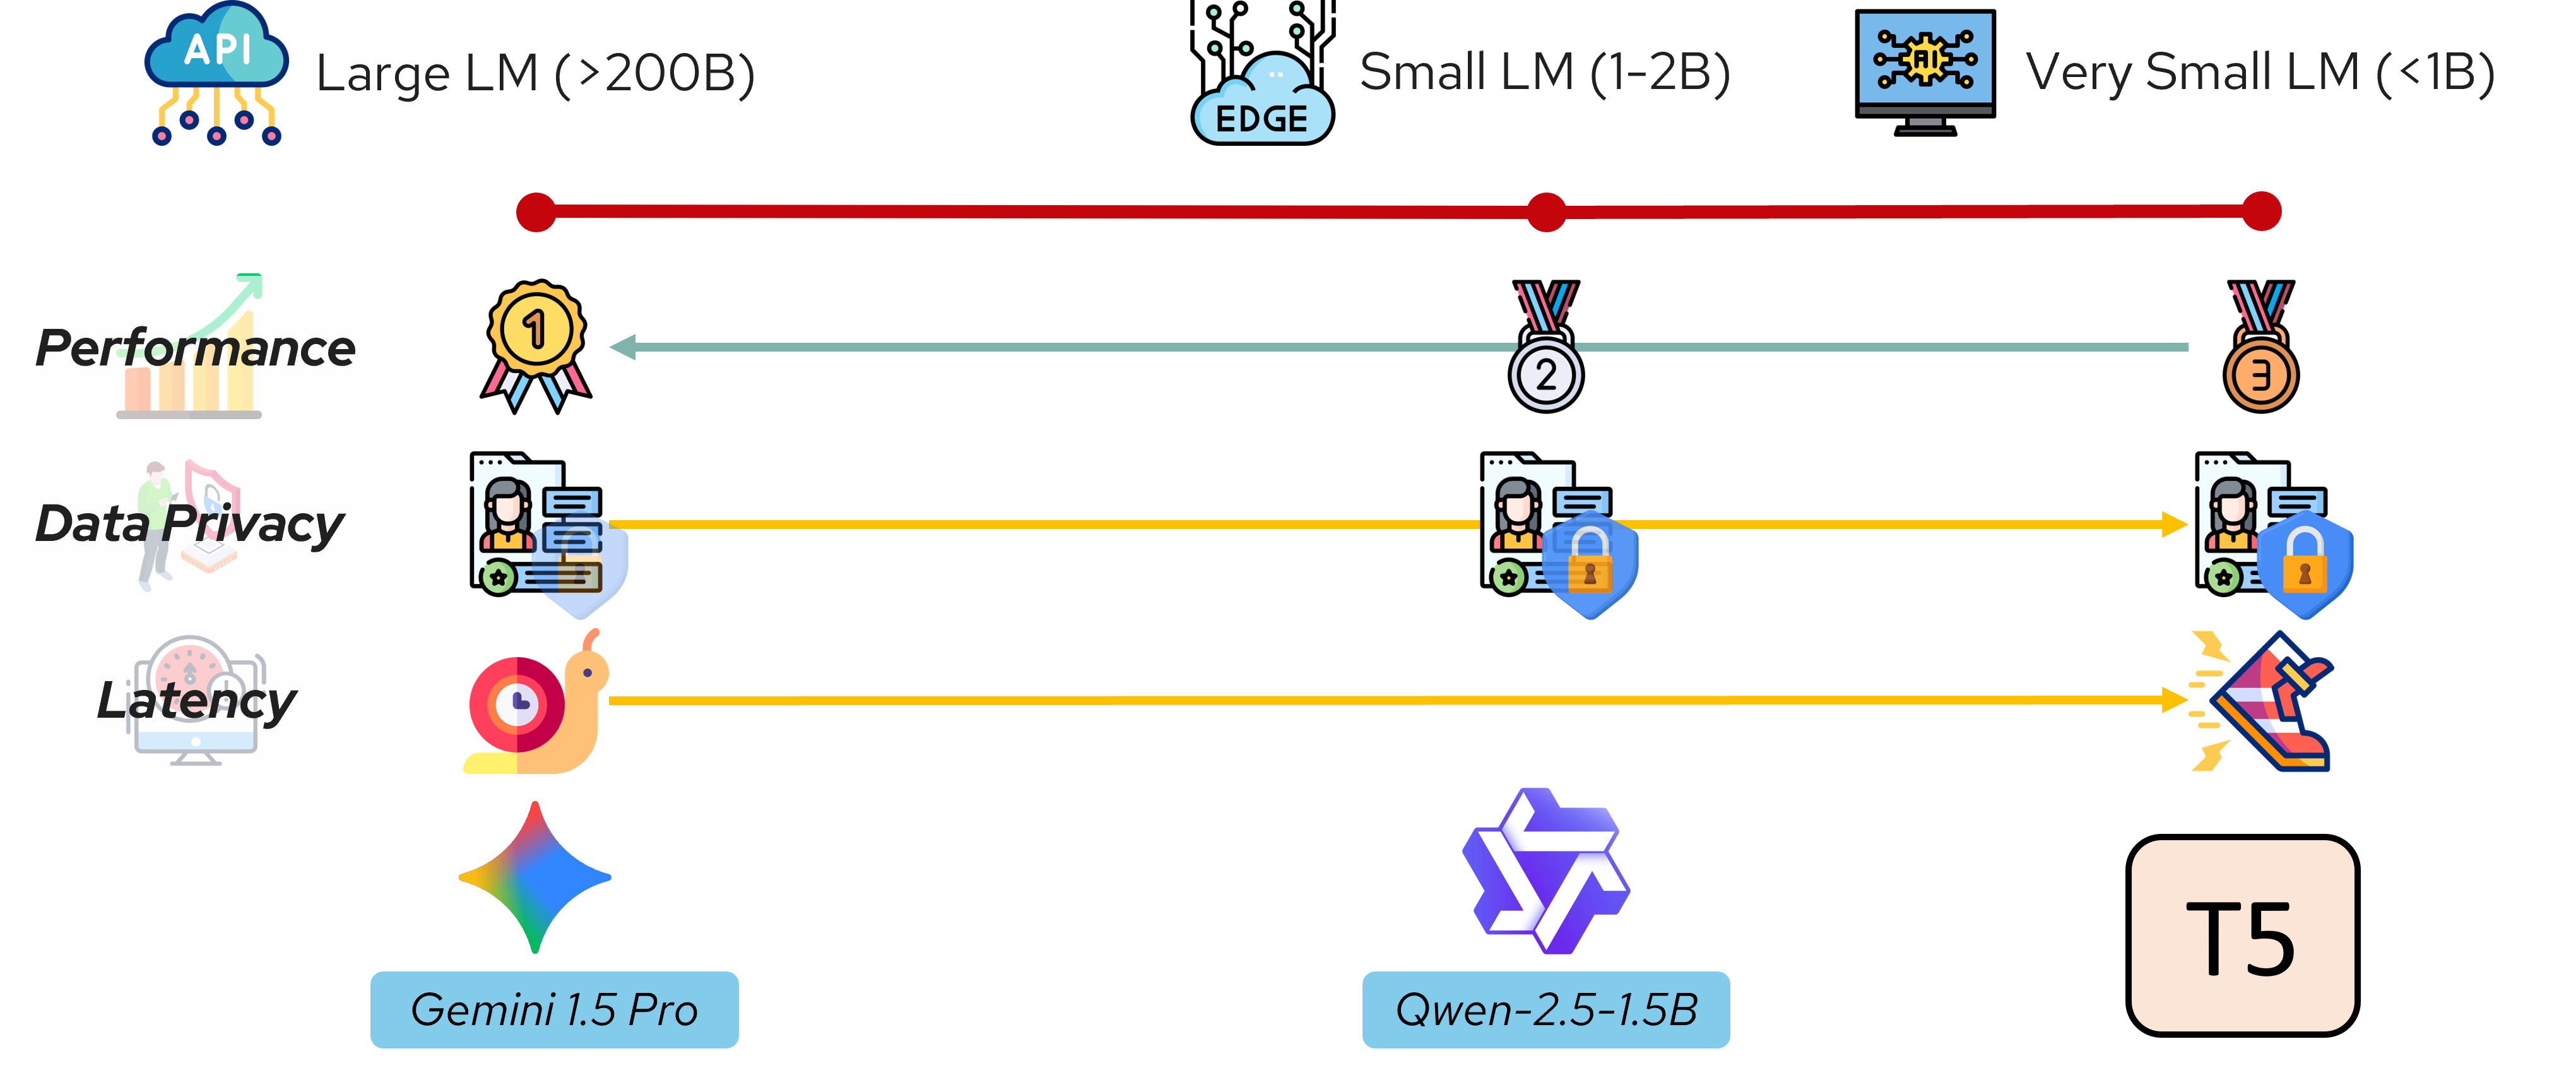 API
Large LM (>200B)
EDGE
Small LM (1-2B)
AI
Very Small LM (<1B)
Performance
1
2
3
Data Privacy
Latency
T5
Gemini 1.5 Pro
Qwen-2.5-1.5B